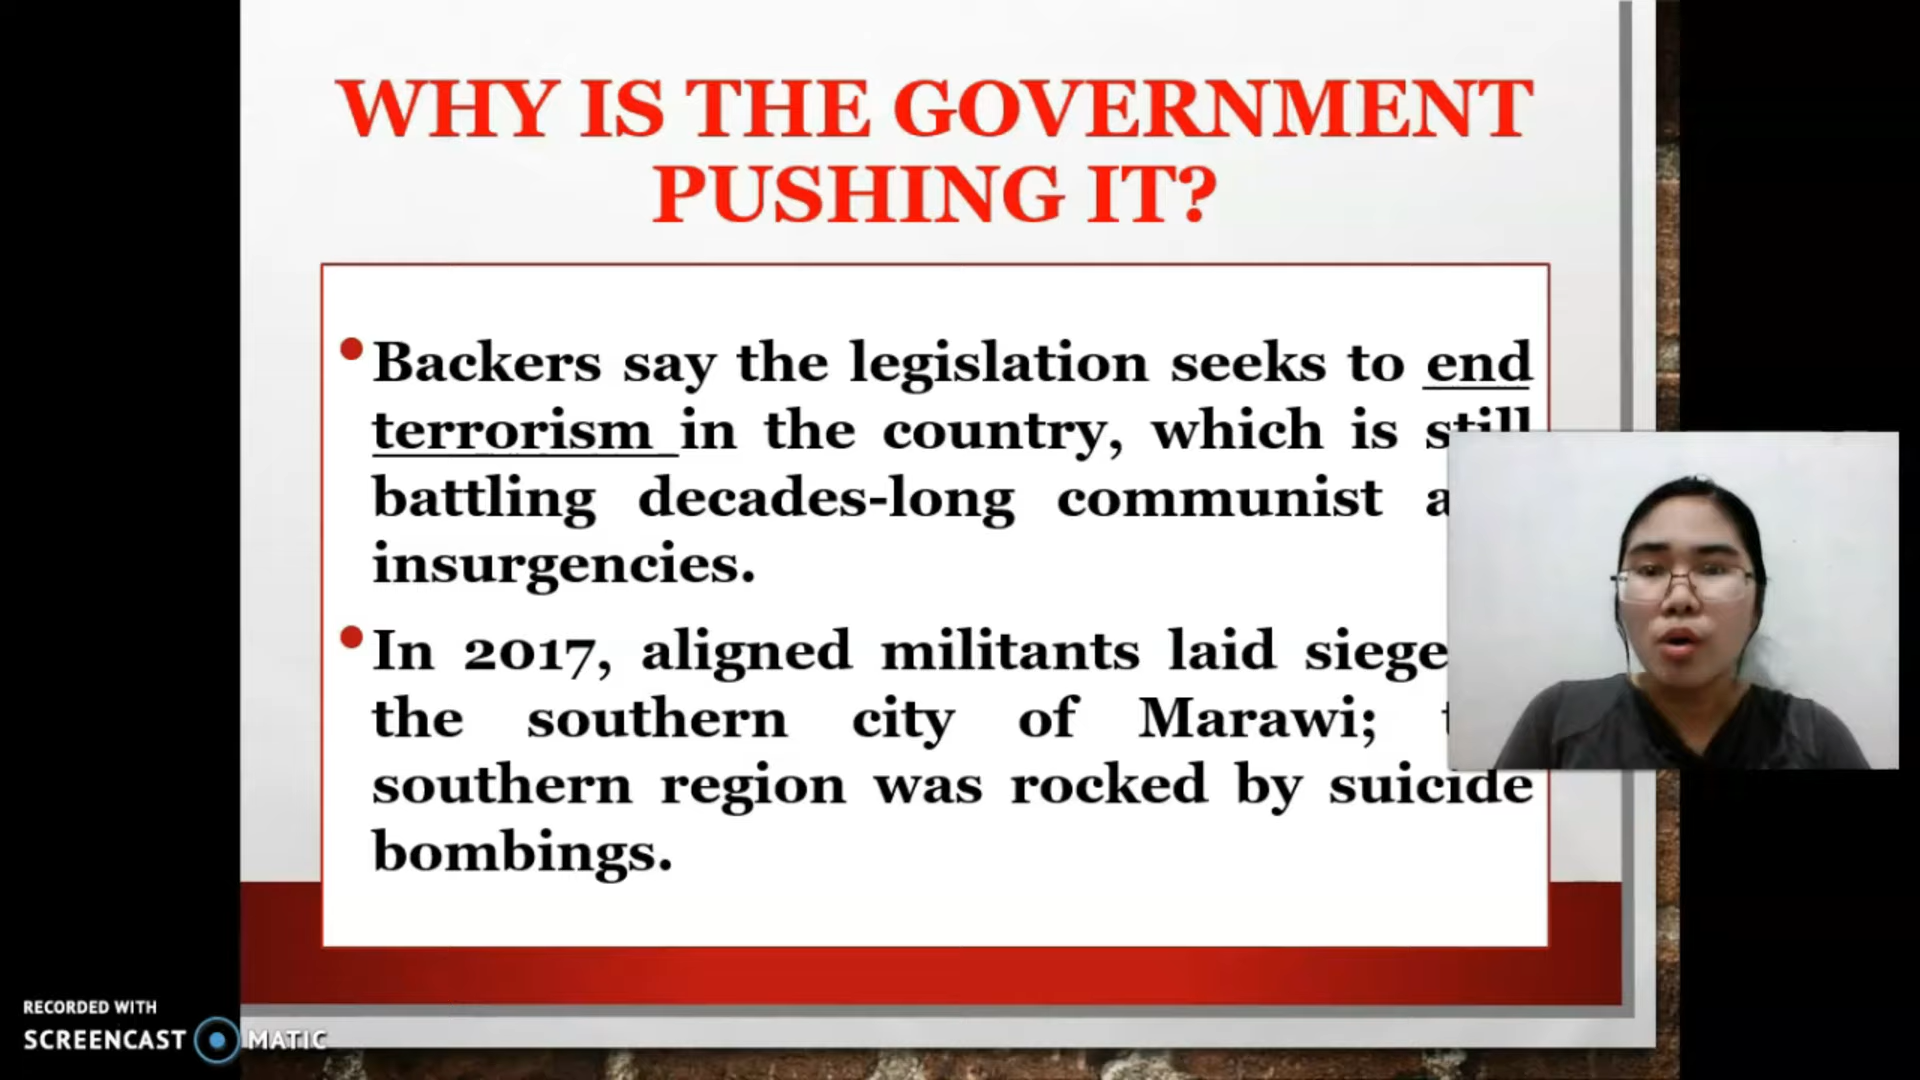 WHY IS THE GOVERNMENT
PUSHING IT?
•Backers say the legislation seeks to end
terrorism in the country, which is still
battling decades-long communist
insurgencies.
•In 2017, aligned militants laid siege
the southern city of Marawi;
southern region was rocked by suicide
bombings.
RECORDED WITH
SCREENCAST MATIC